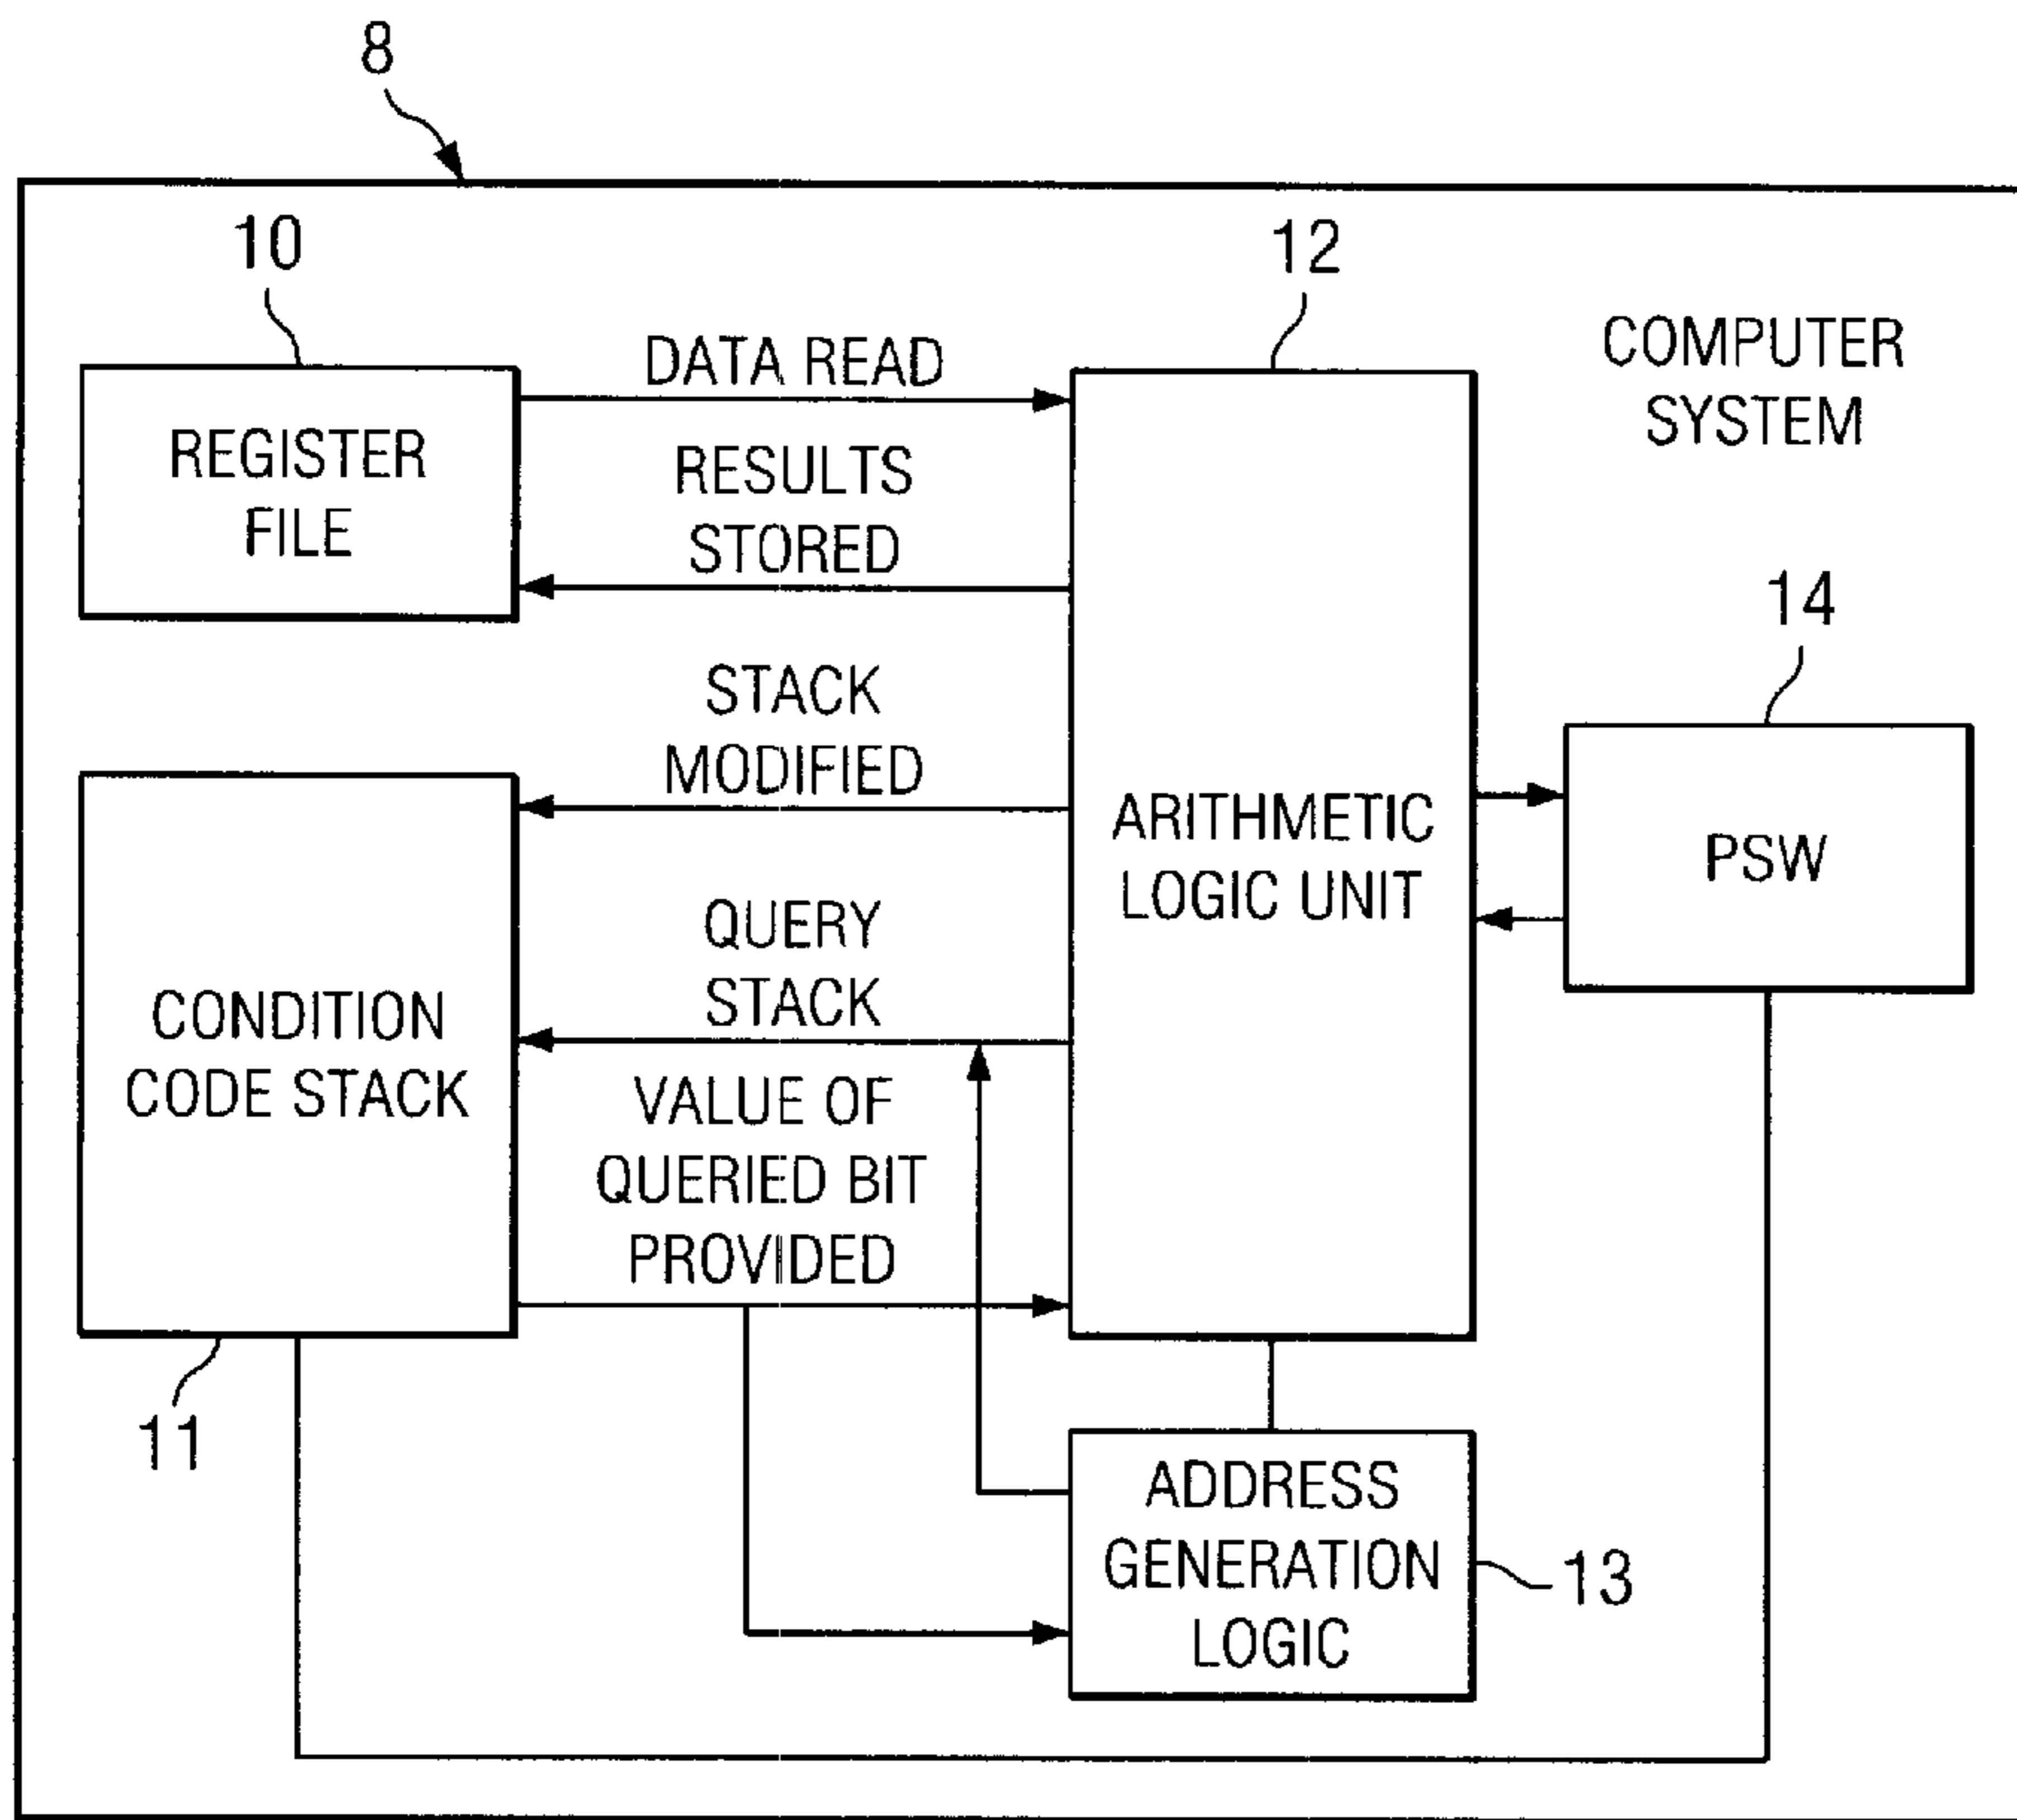 8
10
12
COMPUTER
SYSTEM
DATA READ
REGISTER
FILE
RESULTS
STORED
14
STACK
MODIFIED
ARITHMETIC
LOGIC UNIT
PSW
QUERY
STACK
CONDITION
CODE STACK
VALUE OF
QUERIED BIT
PROVIDED
11
ADDRESS
GENERATION
LOGIC
13